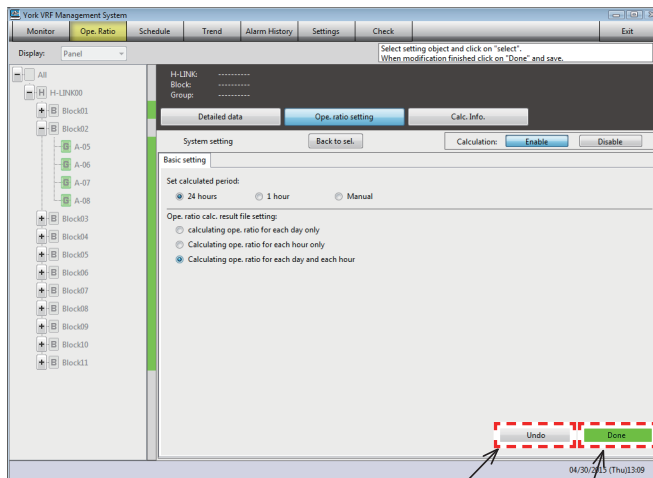 York VRF Management System
Monitor Ope. Ratio Schedule Trend Alarm History Settings Check Exit
Display: Panel
Select setting object and click on "select".
When modification finished click on "Done" and save.
All
H H-LINK00
B Block01
B Block02
G A-05
G A-06
G A-07
G A-08
B Block03
B Block04
B Block05
B Block06
B Block07
B Block08
B Block09
B Block10
B Block11
H-LINK: ----------
Block: ----------
Group: ----------
Detailed data Ope. ratio setting Calc. Info.
System setting Back to sel. Calculation: Enable Disable
Basic setting
Set calculated period:
24 hours 1 hour Manual
Ope. ratio calc. result file setting:
calculating ope. ratio for each day only
Calculating ope. ratio for each hour only
Calculating ope. ratio for each day and each hour
Undo Done
04/30/2015 (Thu)13:09